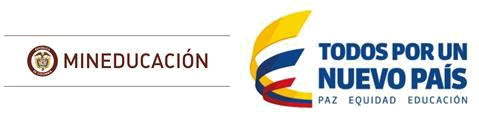 MINEDUCACIÓN
TODOS POR UN
NUEVO PAÍS
PAZ EQUIDAD EDUCACIÓN